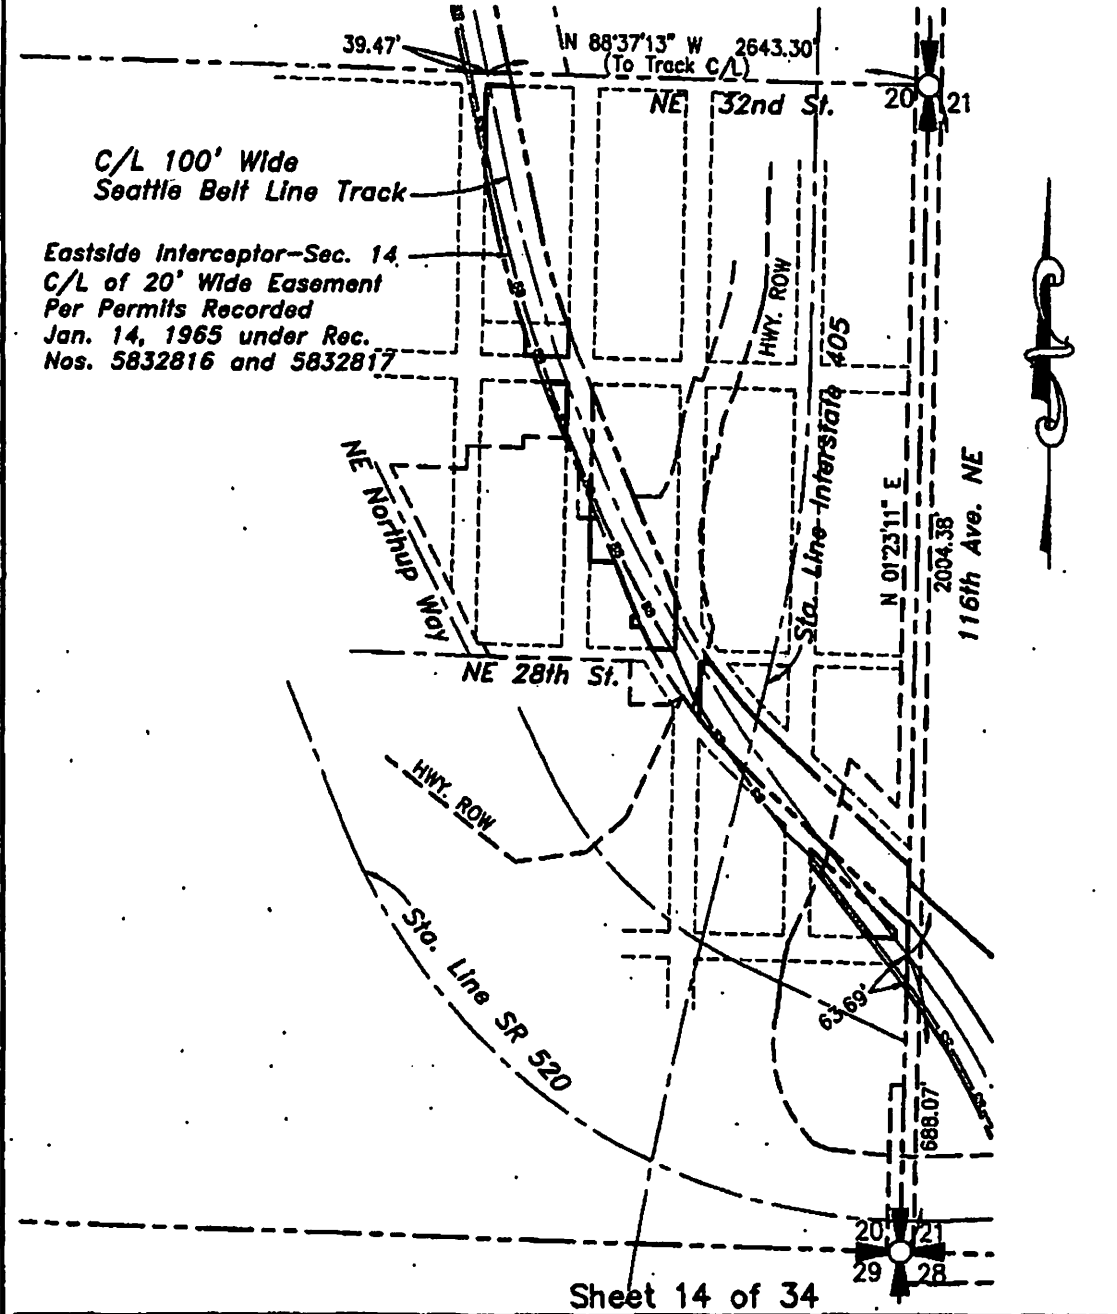 39.47'
N 88°37'13" W 2643.30'
(To Track C/L)
NE 32nd St.
20 21
C/L 100' Wide
Seattle Belt Line Track
Eastside Interceptor-Sec. 14
C/L of 20' Wide Easement
Per Permits Recorded
Jan. 14, 1965 under Rec.
Nos. 5832816 and 5832817
HWY. ROW
Sta. Line Interstate 405
N 01°23'11" E
2004.38'
116th Ave. NE
NE Northup Way
NE 28th St.
HWY. ROW
Sta. Line SR 520
63.69'
688.07'
20 21
29 28
Sheet 14 of 34